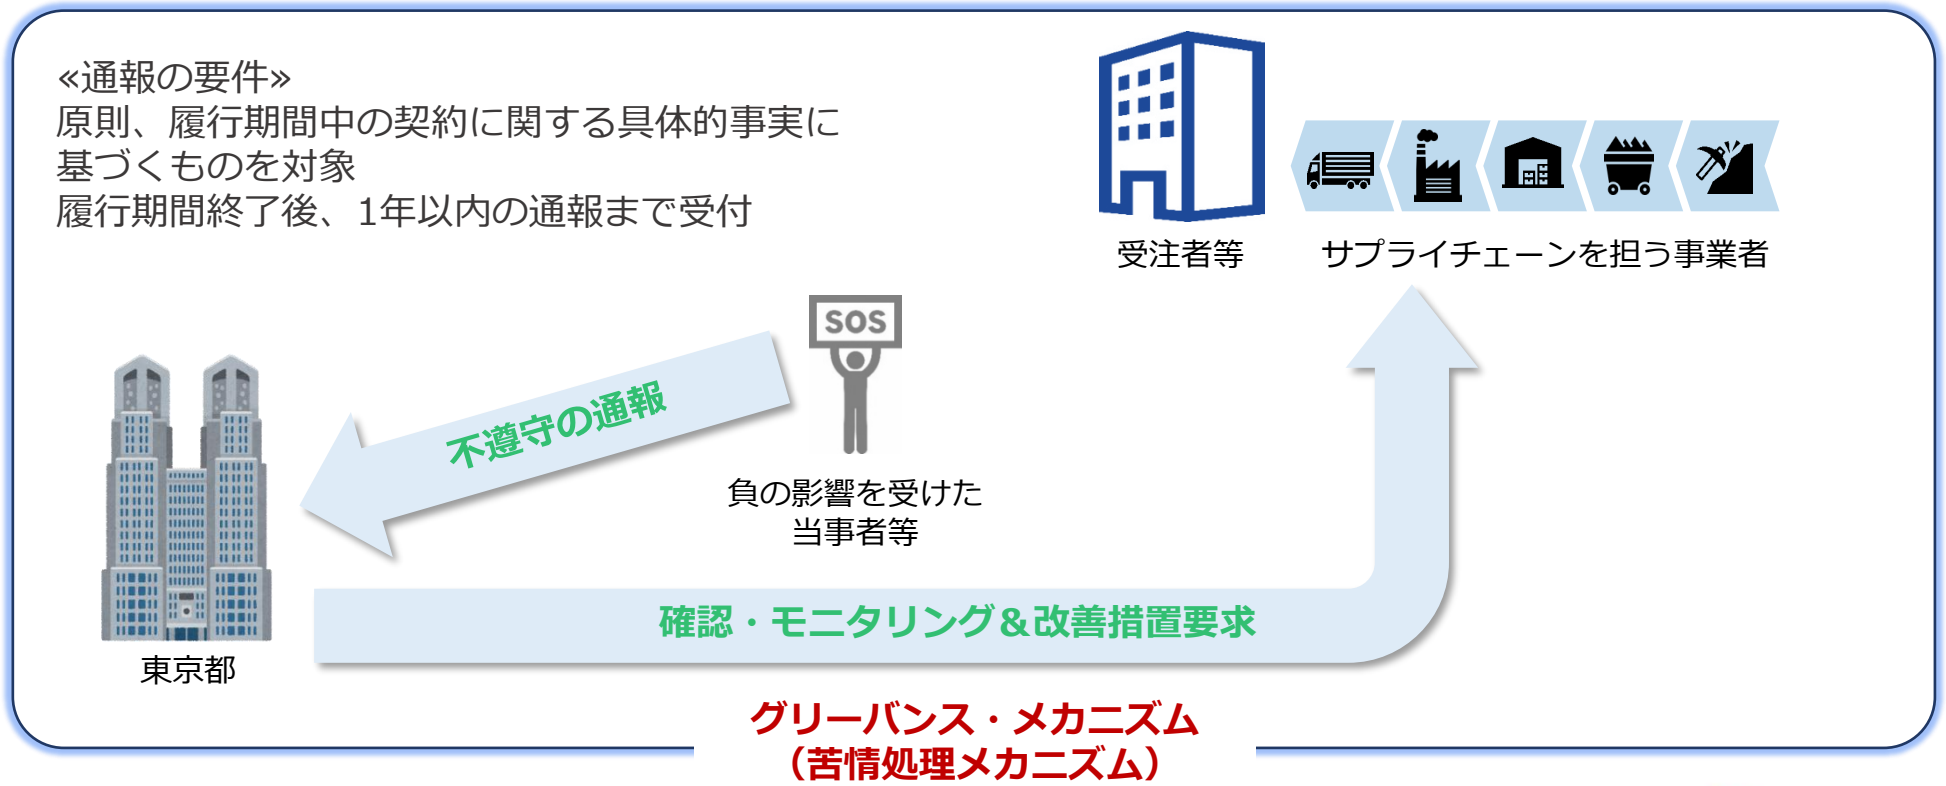 ≪通報の要件≫
原則、履行期間中の契約に関する具体的事実に
基づくものを対象
履行期間終了後、1年以内の通報まで受付
受注者等
サプライチェーンを担う事業者
SOS
不遵守の通報
負の影響を受けた
当事者等
確認・モニタリング＆改善措置要求
東京都
グリーバンス・メカニズム
（苦情処理メカニズム）